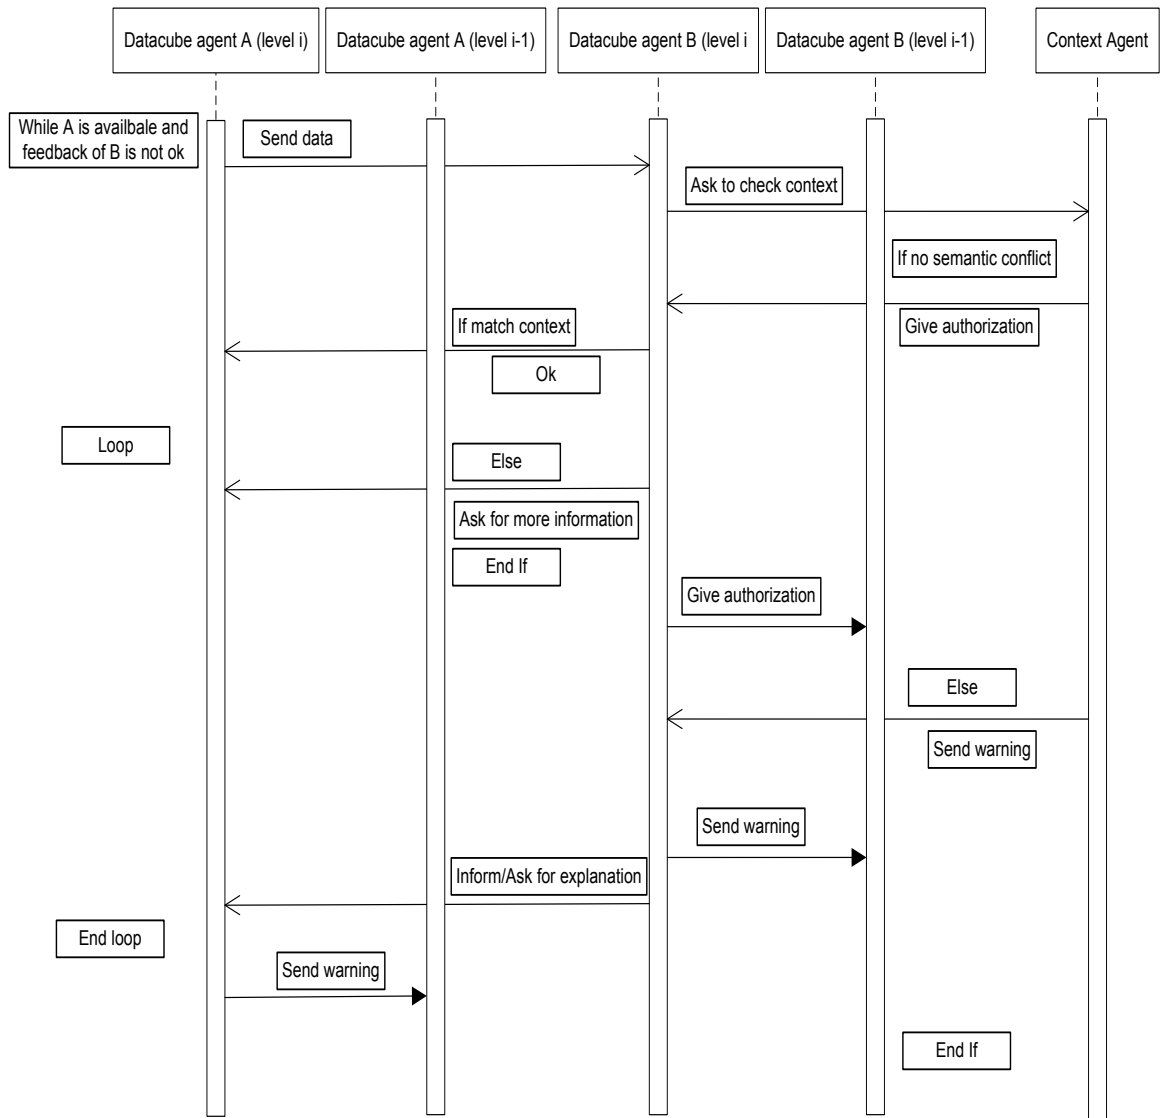 Datacube agent A (level i)
Datacube agent A (level i-1)
Datacube agent B (level i
Datacube agent B (level i-1)
Context Agent
While A is availbale and
feedback of B is not ok
Send data
Ask to check context
If no semantic conflict
Give authorization
If match context
Ok
Loop
Else
Ask for more information
End If
Give authorization
Else
Send warning
Send warning
Inform/Ask for explanation
End loop
Send warning
End If